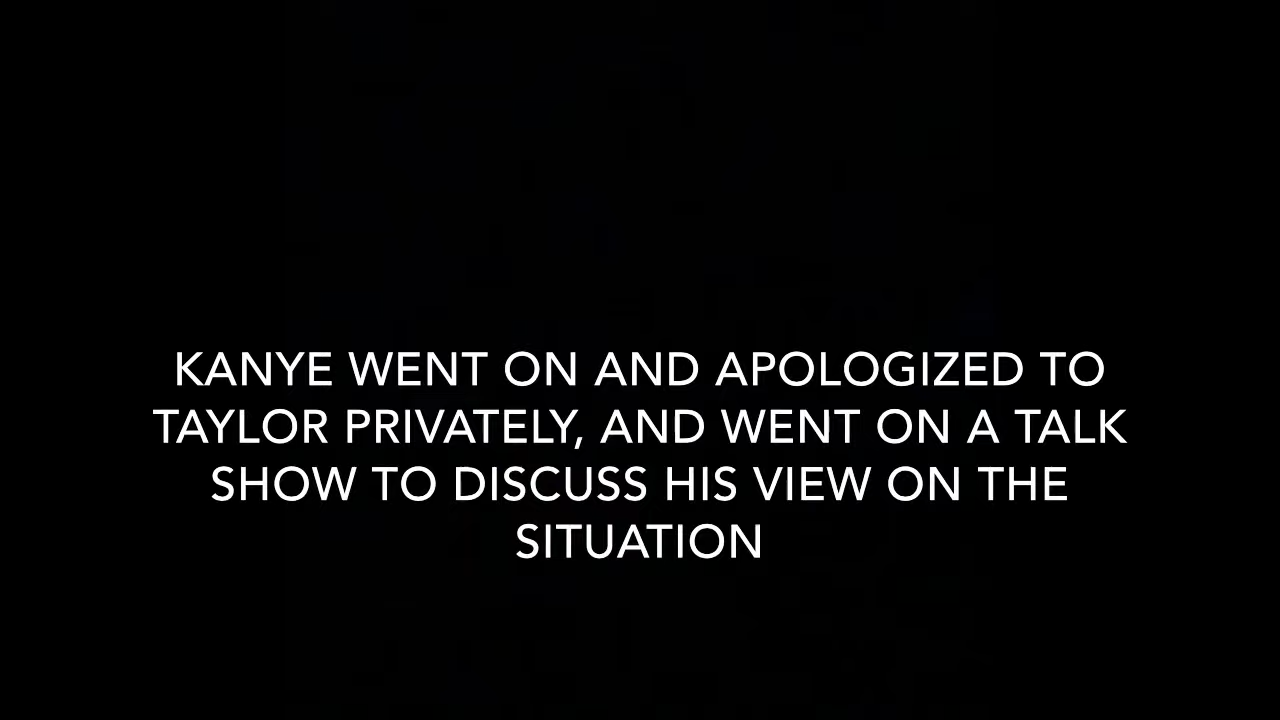 KANYE WENT ON AND APOLOGIZED TO
TAYLOR PRIVATELY, AND WENT ON A TALK
SHOW TO DISCUSS HIS VIEW ON THE
SITUATION